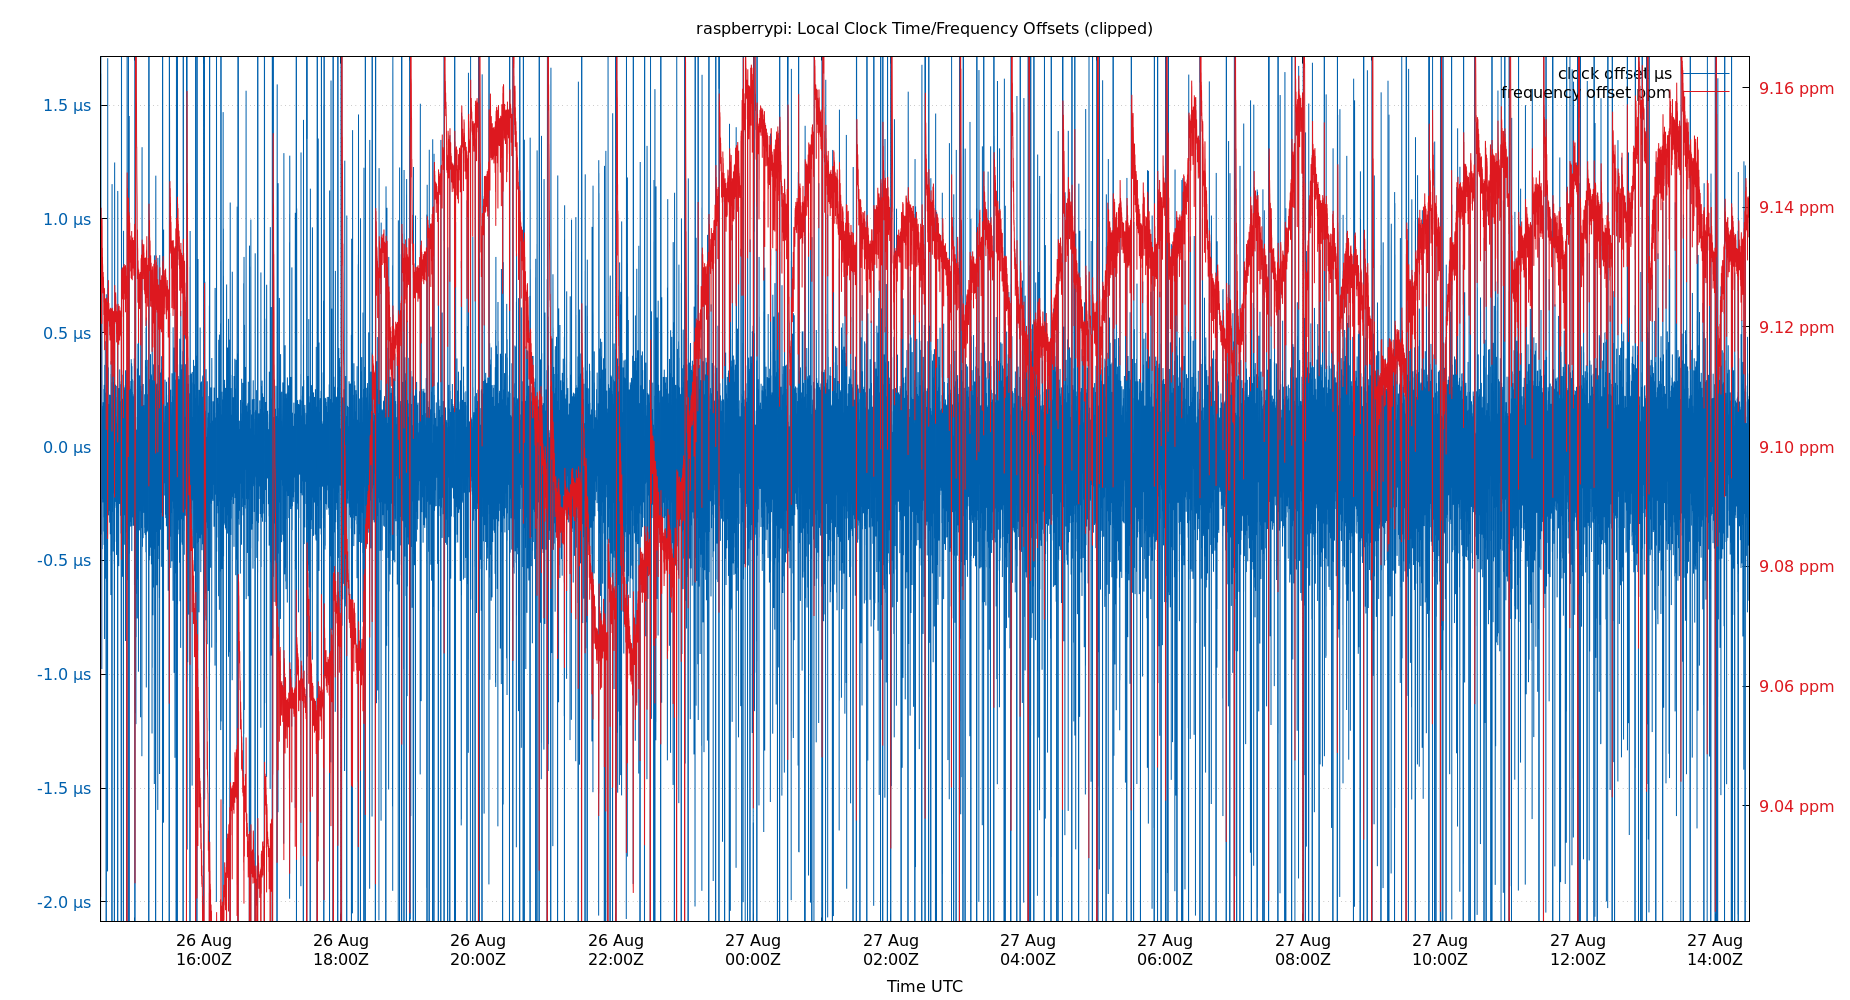 raspberrypi: Local Clock Time/Frequency Offsets (clipped)
clock offset µs
frequency offset ppm
1.5 µs
1.0 µs
0.5 µs
0.0 µs
-0.5 µs
-1.0 µs
-1.5 µs
-2.0 µs
9.16 ppm
9.14 ppm
9.12 ppm
9.10 ppm
9.08 ppm
9.06 ppm
9.04 ppm
26 Aug
16:00Z
26 Aug
18:00Z
26 Aug
20:00Z
26 Aug
22:00Z
27 Aug
00:00Z
27 Aug
02:00Z
27 Aug
04:00Z
27 Aug
06:00Z
27 Aug
08:00Z
27 Aug
10:00Z
27 Aug
12:00Z
27 Aug
14:00Z
Time UTC